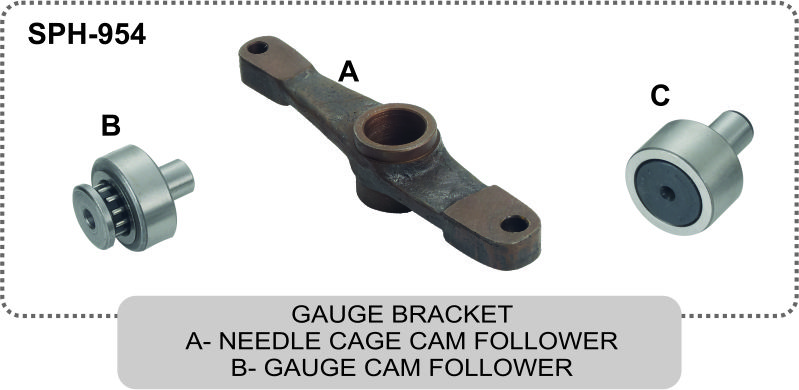 SPH-954
A
B
C
GAUGE BRACKET
A- NEEDLE CAGE CAM FOLLOWER
B- GAUGE CAM FOLLOWER